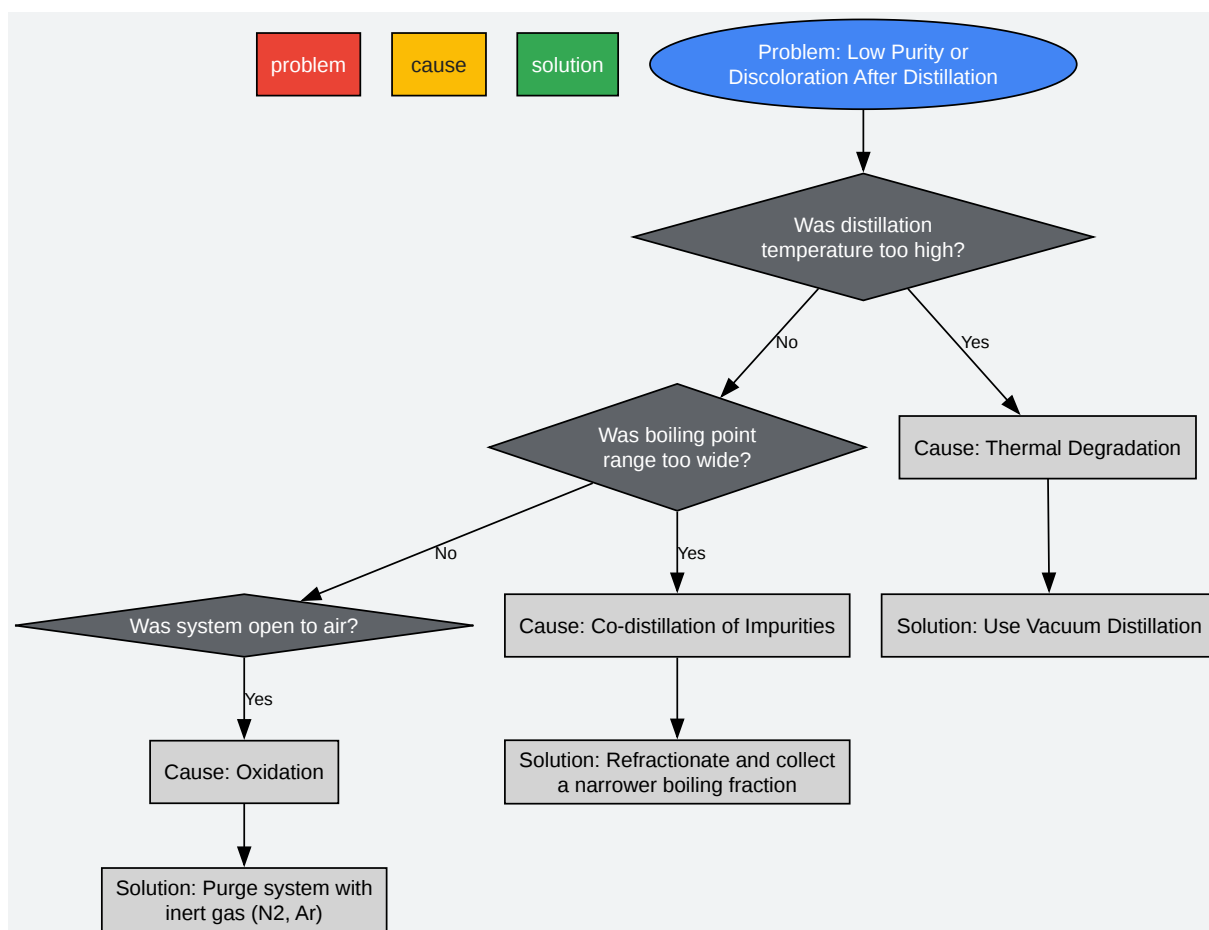 problem
cause
solution
Problem: Low Purity or
Discoloration After Distillation
Was distillation
temperature too high?
No
Yes
Was boiling point
range too wide?
Cause: Thermal Degradation
No
Yes
Was system open to air?
Cause: Co-distillation of Impurities
Solution: Use Vacuum Distillation
Yes
Cause: Oxidation
Solution: Refractionate and collect
a narrower boiling fraction
Solution: Purge system with
inert gas (N2, Ar)